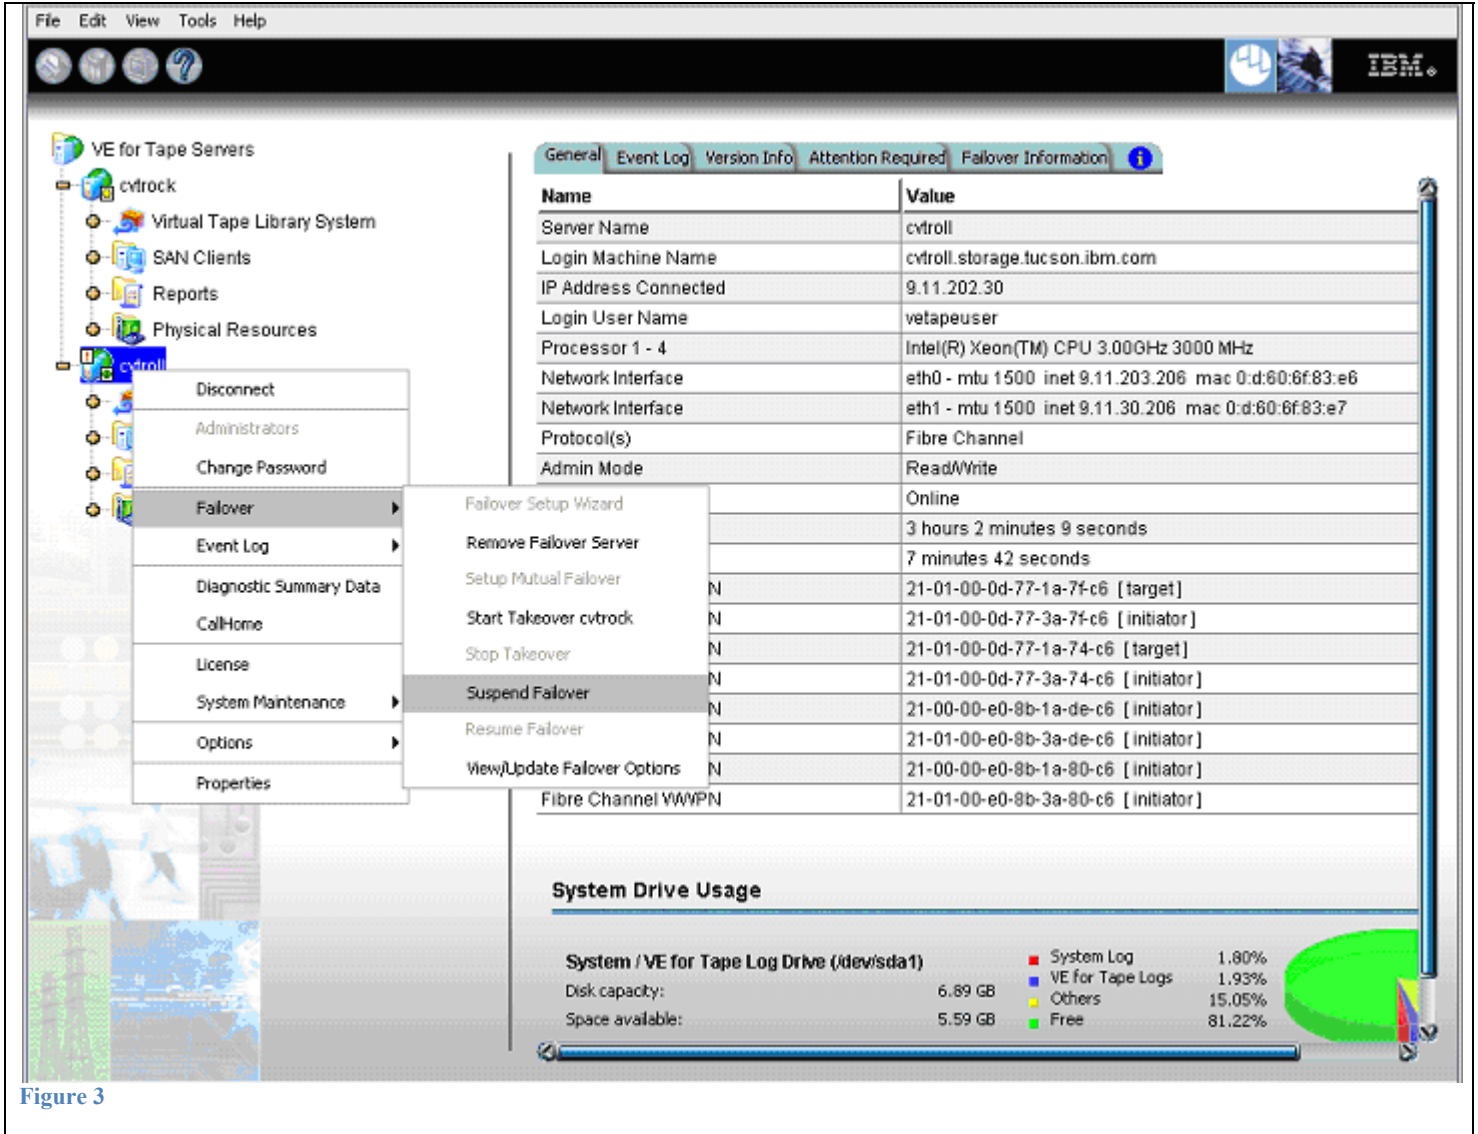 File Edit View Tools Help
IBM
VE for Tape Servers
cvtrock
Virtual Tape Library System
SAN Clients
Reports
Physical Resources
cvtroll
Disconnect
Administrators
Change Password
Failover
Event Log
Diagnostic Summary Data
CallHome
License
System Maintenance
Options
Properties
Failover Setup Wizard
Remove Failover Server
Setup Mutual Failover
Start Takeover cvtrock
Stop Takeover
Suspend Failover
Resume Failover
View/Update Failover Options
General Event Log Version Info Attention Required Failover Information
Name Value
Server Name cvtroll
Login Machine Name cvtroll.storage.tucson.ibm.com
IP Address Connected 9.11.202.30
Login User Name vetapeuser
Processor 1 - 4 Intel(R) Xeon(TM) CPU 3.00GHz 3000 MHz
Network Interface eth0 - mtu 1500 inet 9.11.203.206 mac 0:d:60:6f:83:e6
Network Interface eth1 - mtu 1500 inet 9.11.30.206 mac 0:d:60:6f:83:e7
Protocol(s) Fibre Channel
Admin Mode Read/Write
Online
3 hours 2 minutes 9 seconds
7 minutes 42 seconds
N 21-01-00-0d-77-1a-7f-c6 [target]
N 21-01-00-0d-77-3a-7f-c6 [initiator]
N 21-01-00-0d-77-1a-74-c6 [target]
N 21-01-00-0d-77-3a-74-c6 [initiator]
N 21-00-00-e0-8b-1a-de-c6 [initiator]
N 21-01-00-e0-8b-3a-de-c6 [initiator]
N 21-00-00-e0-8b-1a-80-c6 [initiator]
Fibre Channel WWPN 21-01-00-e0-8b-3a-80-c6 [initiator]
System Drive Usage
System / VE for Tape Log Drive (/dev/sda1)
Disk capacity: 6.89 GB
Space available: 5.59 GB
System Log 1.80%
VE for Tape Logs 1.93%
Others 15.05%
Free 81.22%
Figure 3